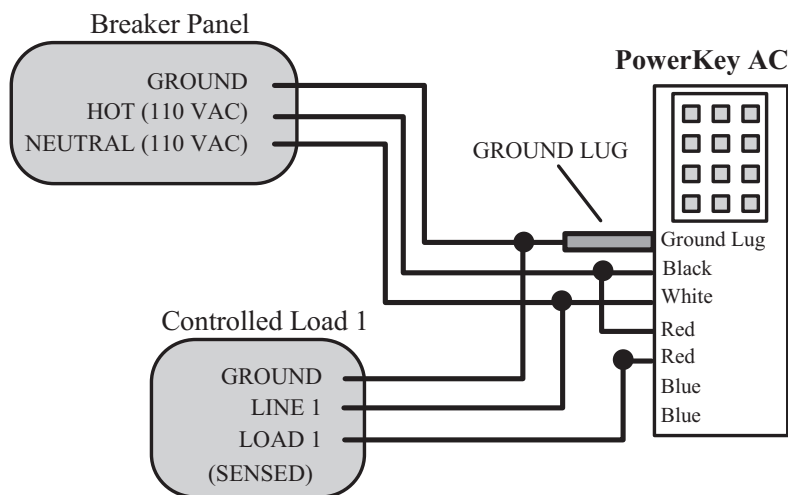 Breaker Panel
GROUND
HOT (110 VAC)
NEUTRAL (110 VAC)
PowerKey AC
GROUND LUG
Ground Lug
Black
White
Red
Red
Blue
Blue
Controlled Load 1
GROUND
LINE 1
LOAD 1
(SENSED)